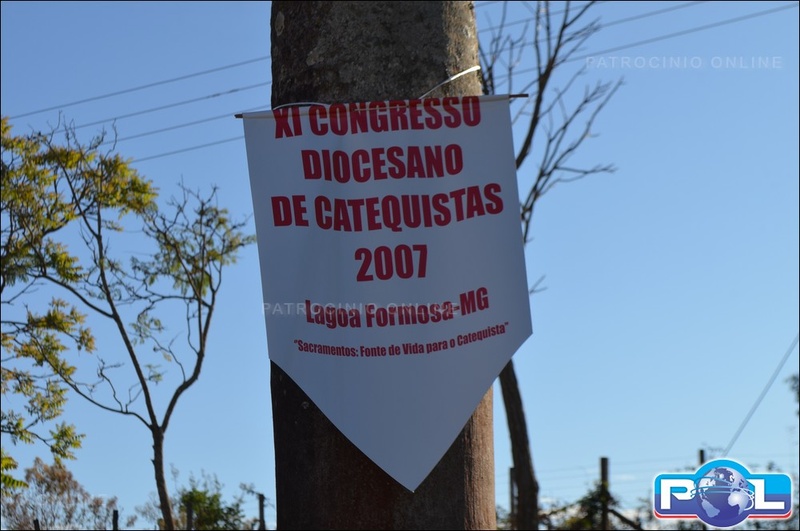 PATROCINIO ONLINE
XI CONGRESSO
DIOCESANO
DE CATEQUISTAS
2007
PATROCINIO ONLINE
Lagoa Formosa-MG
"Sacramentos: Fonte de Vida para o Catequista"
POL